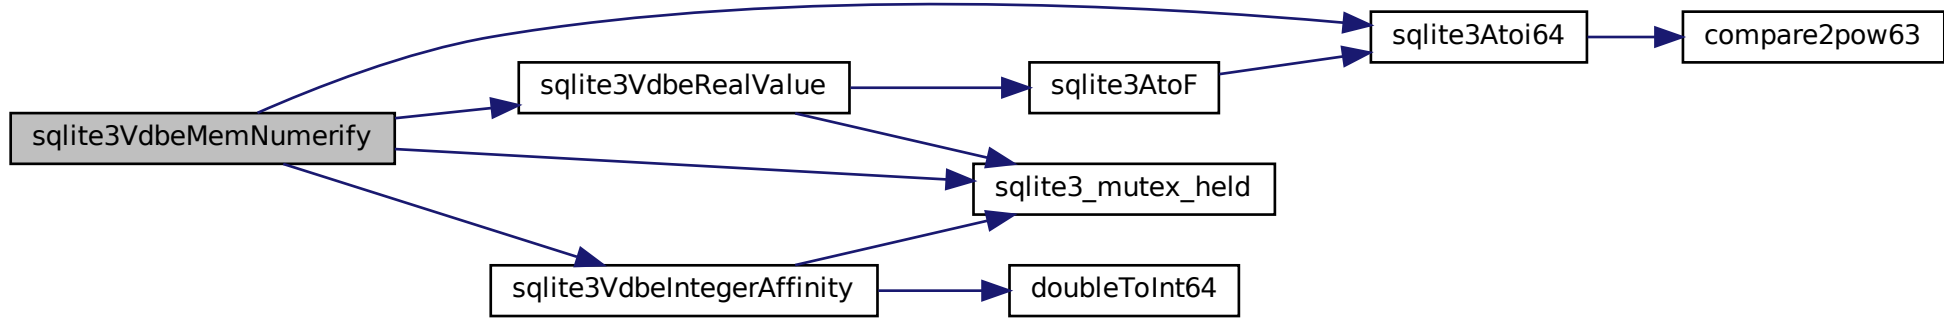 sqlite3VdbeMemNumerify
sqlite3VdbeRealValue
sqlite3VdbeIntegerAffinity
sqlite3AtoF
sqlite3_mutex_held
doubleToInt64
sqlite3Atoi64
compare2pow63